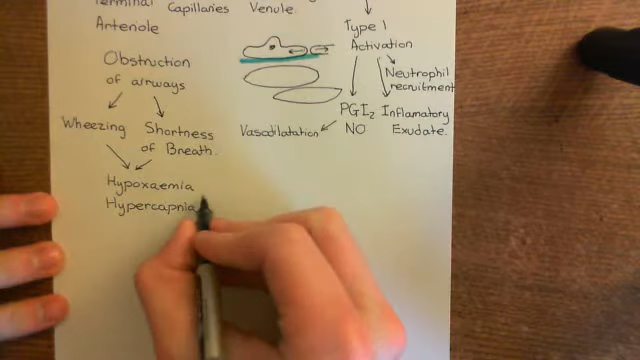 Terminal Capillaries Venule.
Arteriole
Obstruction
of airways
Wheezing Shortness
of Breath.
Hypoxaemia
Hypercapnia
Type 1
Activation
Neutrophil
recruitment
PGI2 Inflamatory
NO Exudate.
Vasodilatation